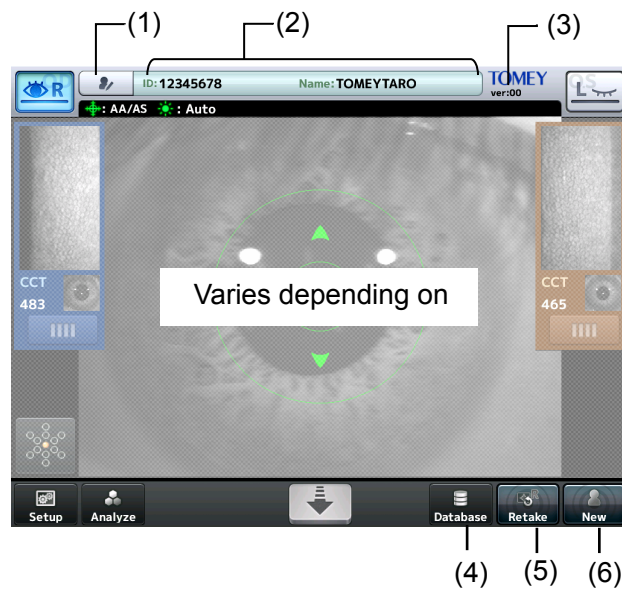 (1) (2) (3)
R ID:12345678 Name:TOMEYTARO TOMEY L
ver:00
: AA/AS : Auto
CCT
483
CCT
465
Varies depending on
Setup Analyze Database Retake New
(4) (5) (6)